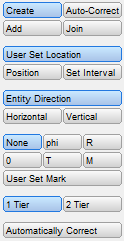 Create Auto-Correct
Add Join
User Set Location
Position Set Interval
Entity Direction
Horizontal Vertical
None phi R
0 T M
User Set Mark
1 Tier 2 Tier
Automatically Correct